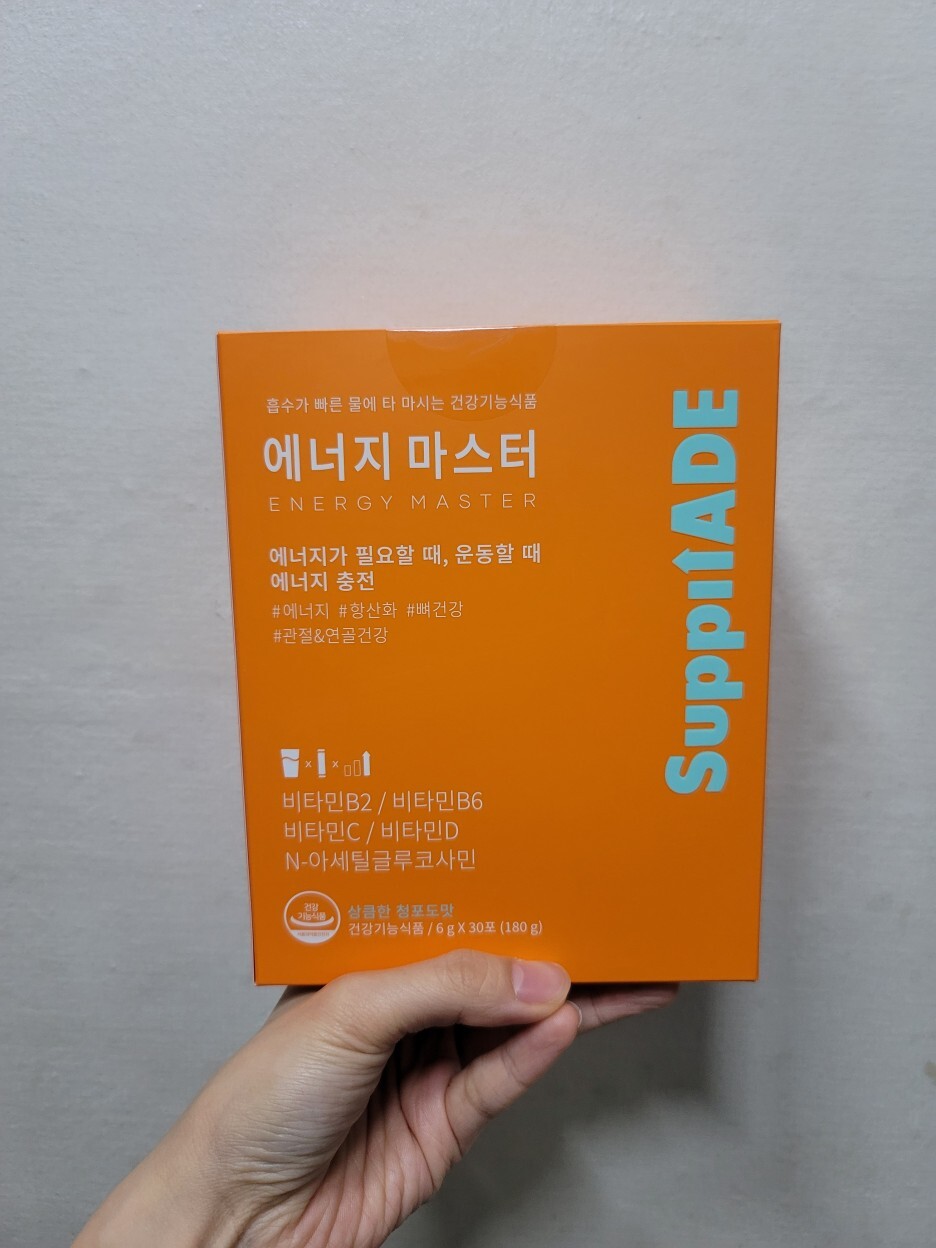 흡수가 빠른 물에 타 마시는 건강기능식품
에너지 마스터
ENERGY MASTER
에너지가 필요할 때, 운동할 때
에너지 충전
#에너지 #항산화 #뼈건강
#관절&연골건강
x x
비타민B2 / 비타민B6
비타민C / 비타민D
N-아세틸글루코사민
건강
기능식품
상큼한 청포도맛
건강기능식품 / 6 g X 30포 (180 g)
SupplADE